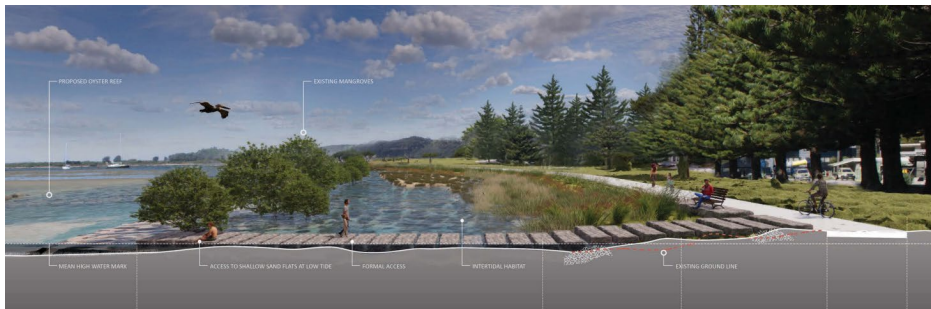 PROPOSED OYSTER REEF
EXISTING MANGROVES
MEAN HIGH WATER MARK
ACCESS TO SHALLOW SAND FLATS AT LOW TIDE
FORMAL ACCESS
INTERTIDAL HABITAT
EXISTING GROUND LINE